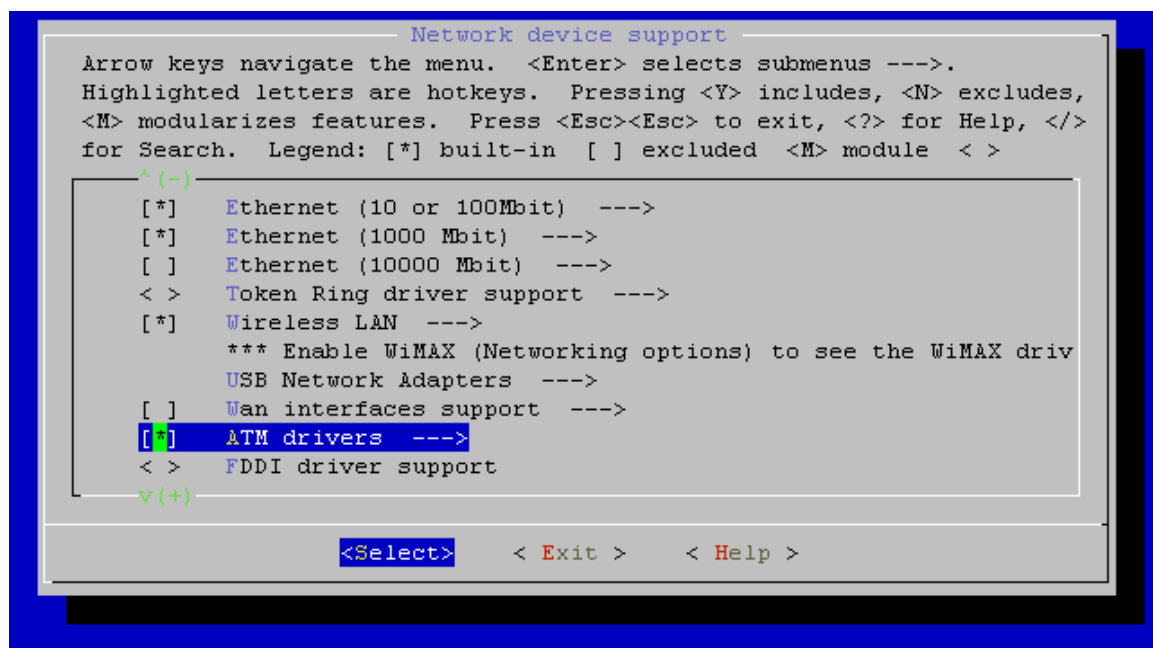 Network device support
Arrow keys navigate the menu.  <Enter> selects submenus --->.
Highlighted letters are hotkeys.  Pressing <Y> includes, <N> excludes,
<M> modularizes features.  Press <Esc><Esc> to exit, <?> for Help, </>
for Search.  Legend: [*] built-in  [ ] excluded  <M> module  < >
^(-)
[*]    Ethernet (10 or 100Mbit)  --->
[*]    Ethernet (1000 Mbit)  --->
[ ]    Ethernet (10000 Mbit)  --->
< >    Token Ring driver support  --->
[*]    Wireless LAN  --->
*** Enable WiMAX (Networking options) to see the WiMAX driv
USB Network Adapters  --->
[ ]    Wan interfaces support  --->
[*]    ATM drivers  --->
< >    FDDI driver support
v(+)
<Select>    < Exit >    < Help >